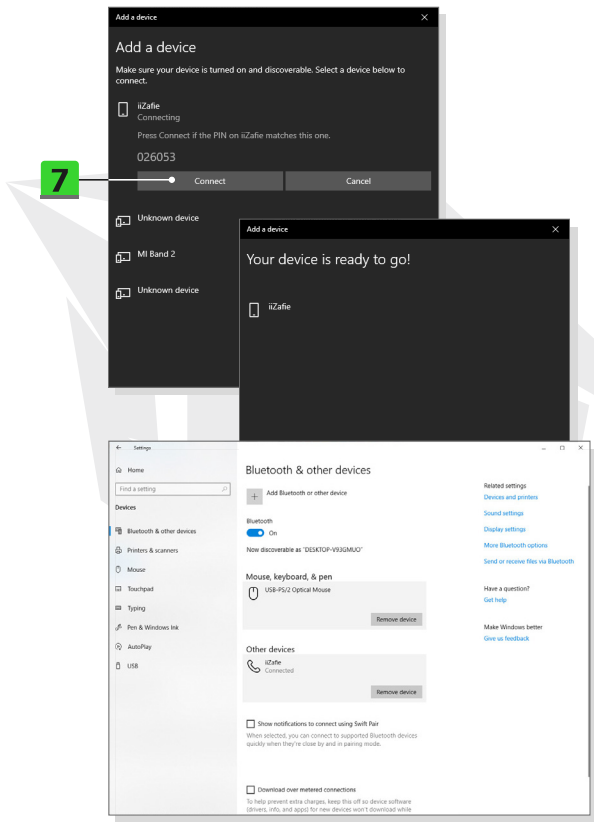 Add a device
Add a device
Make sure your device is turned on and discoverable. Select a device below to
connect.
iiZafie
Connecting
Press Connect if the PIN on iiZafie matches this one.
026053
7
Connect
Cancel
Unknown device
MI Band 2
Unknown device
Add a device
Your device is ready to go!
iiZafie
Settings
Home
Find a setting
Devices
Bluetooth & other devices
Printers & scanners
Mouse
Touchpad
Typing
Pen & Windows Ink
AutoPlay
USB
Bluetooth & other devices
Add Bluetooth or other device
Bluetooth
On
Now discoverable as "DESKTOP-V93GMUO"
Mouse, keyboard, & pen
USB-PS/2 Optical Mouse
Remove device
Other devices
iiZafie
Connected
Remove device
Show notifications to connect using Swift Pair
When selected, you can connect to supported Bluetooth devices
quickly when they're close by and in pairing mode.
Download over metered connections
To help prevent extra charges, keep this off so device software
(drivers, info, and apps) for new devices won't download while
Related settings
Devices and printers
Sound settings
Display settings
More Bluetooth options
Send or receive files via Bluetooth
Have a question?
Get help
Make Windows better
Give us feedback